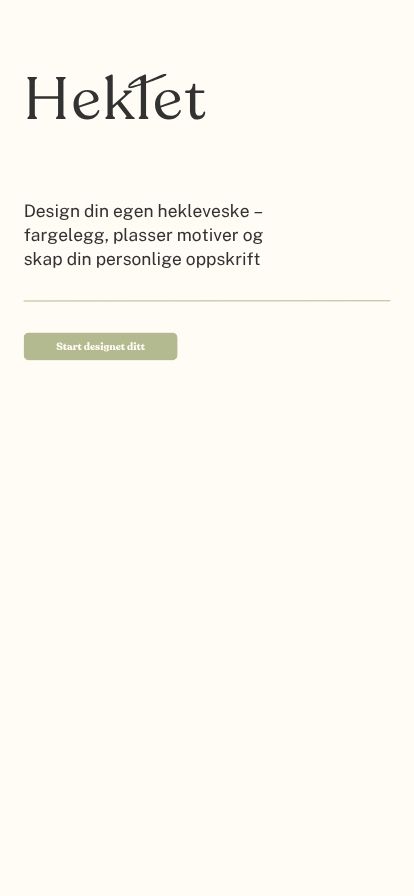 Heklet
Design din egen hekleveske –
fargelegg, plasser motiver og
skap din personlige oppskrift
Start designet ditt